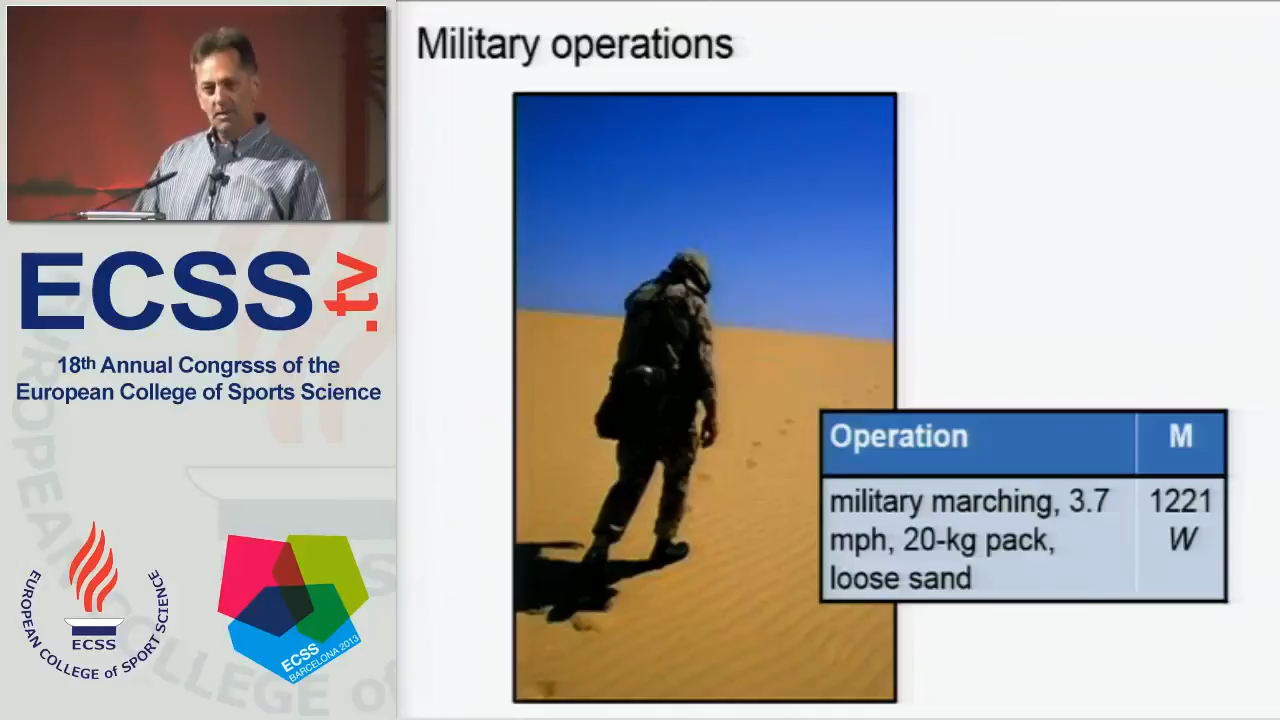 Military operations
ECSS.tv
18th Annual Congrsss of the
European College of Sports Science
Operation M
military marching, 3.7 1221
mph, 20-kg pack, W
loose sand
EUROPEAN COLLEGE of SPORT SCIENCE
ECSS
ECSS
BARCELONA 2013